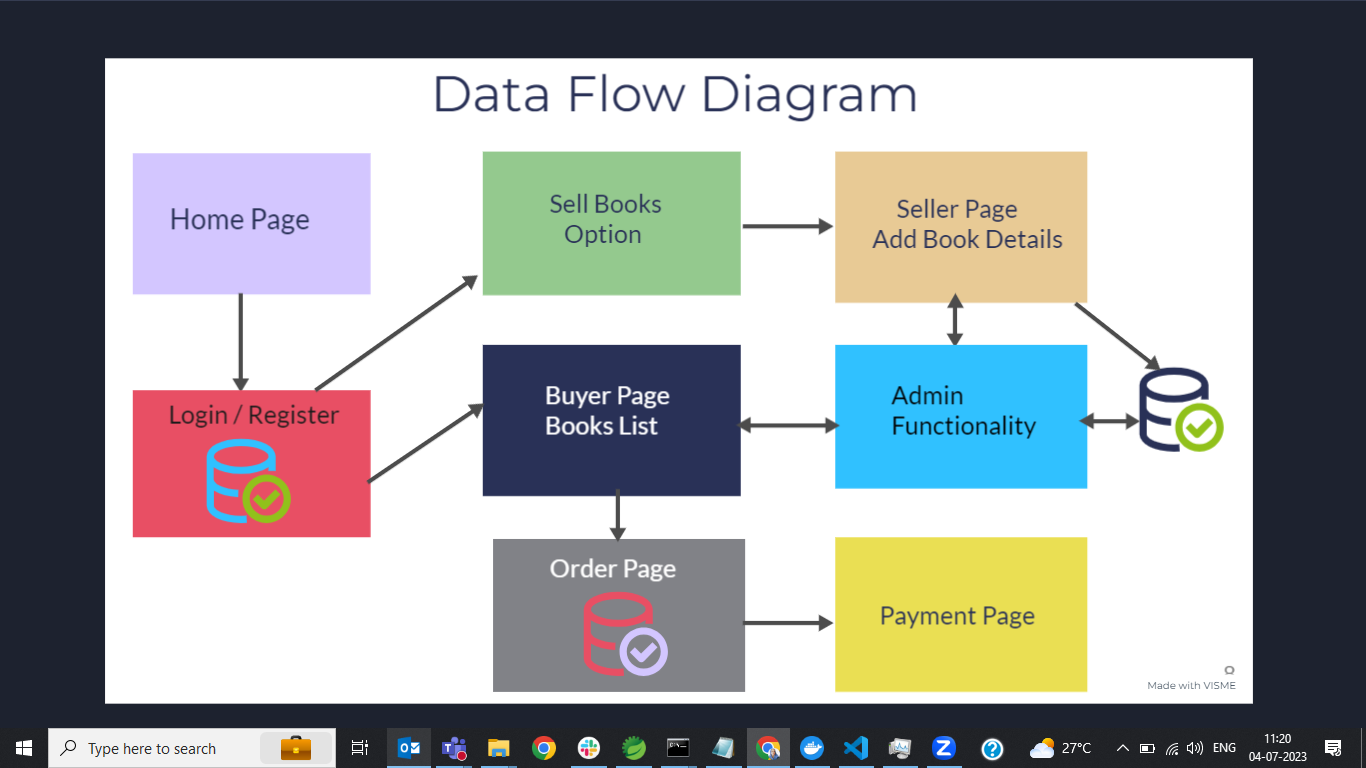 Data Flow Diagram
Home Page
Sell Books
Option
Seller Page
Add Book Details
Login / Register
Buyer Page
Books List
Admin
Functionality
Order Page
Payment Page
Made with VISME
Type here to search
27°C
ENG
11:20
04-07-2023